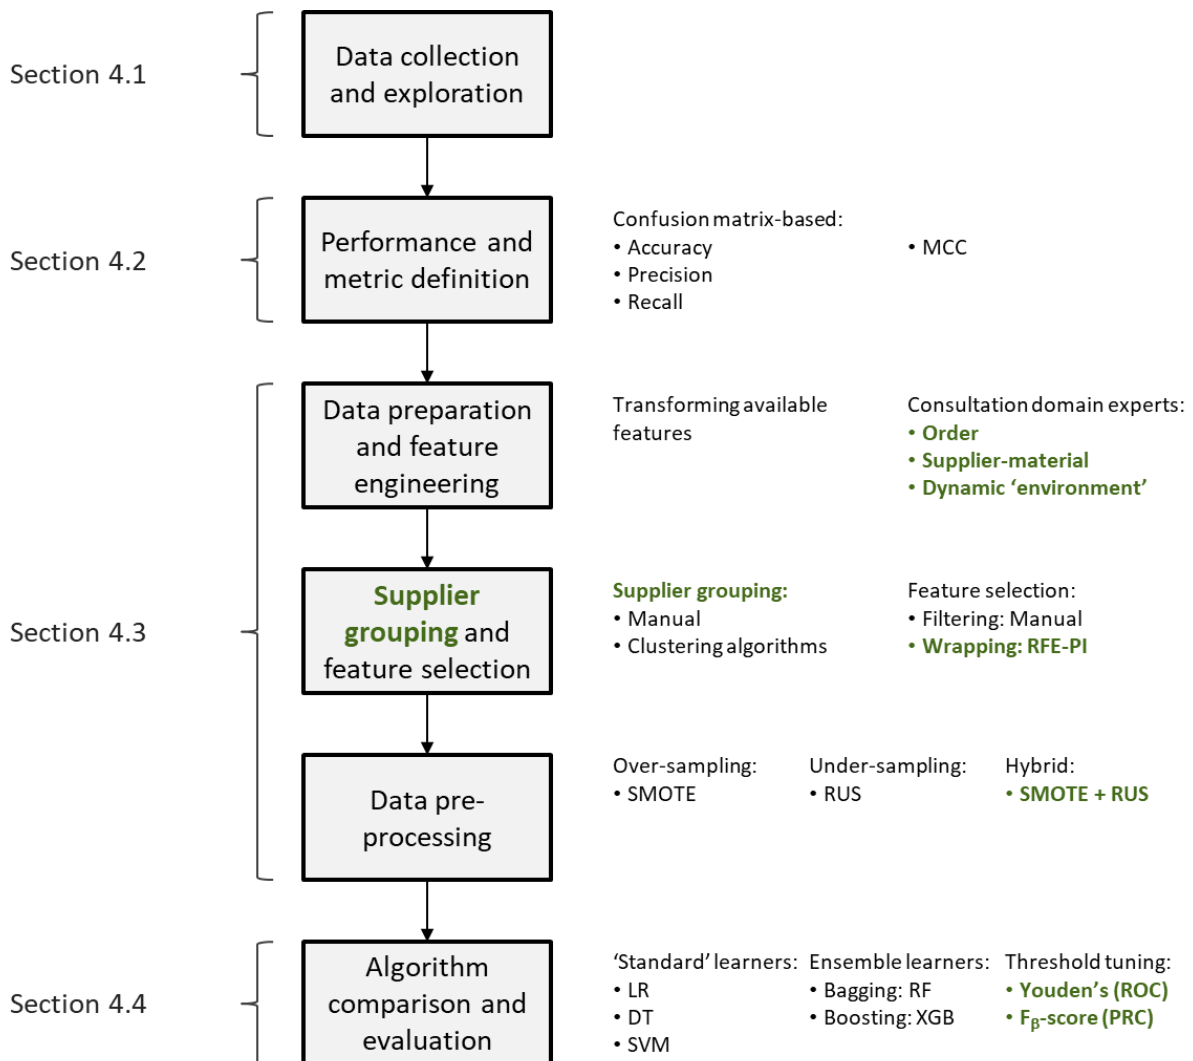 Section 4.1
Data collection
and exploration
Section 4.2
Performance and
metric definition
Confusion matrix-based:
• Accuracy
• Precision
• Recall
• MCC
Section 4.3
Data preparation
and feature
engineering
Transforming available
features
Consultation domain experts:
• Order
• Supplier-material
• Dynamic ‘environment’
Supplier
grouping and
feature selection
Supplier grouping:
• Manual
• Clustering algorithms
Feature selection:
• Filtering: Manual
• Wrapping: RFE-PI
Data pre-
processing
Over-sampling:
• SMOTE
Under-sampling:
• RUS
Hybrid:
• SMOTE + RUS
Section 4.4
Algorithm
comparison and
evaluation
‘Standard’ learners:
• LR
• DT
• SVM
Ensemble learners:
• Bagging: RF
• Boosting: XGB
Threshold tuning:
• Youden’s (ROC)
• Fβ-score (PRC)